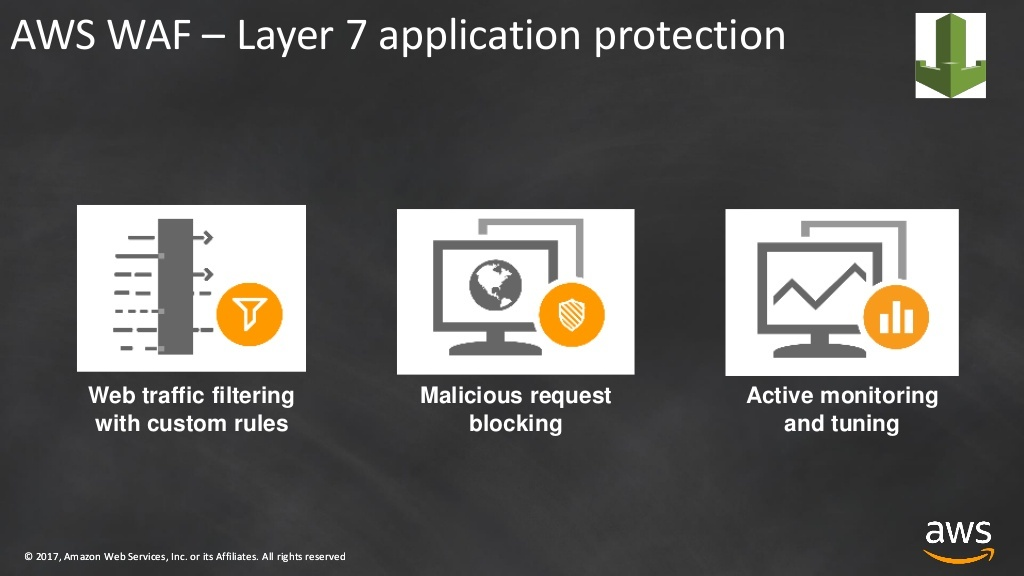 AWS WAF – Layer 7 application protection
Web traffic filtering
with custom rules
Malicious request
blocking
Active monitoring
and tuning
© 2017, Amazon Web Services, Inc. or its Affiliates. All rights reserved
aws